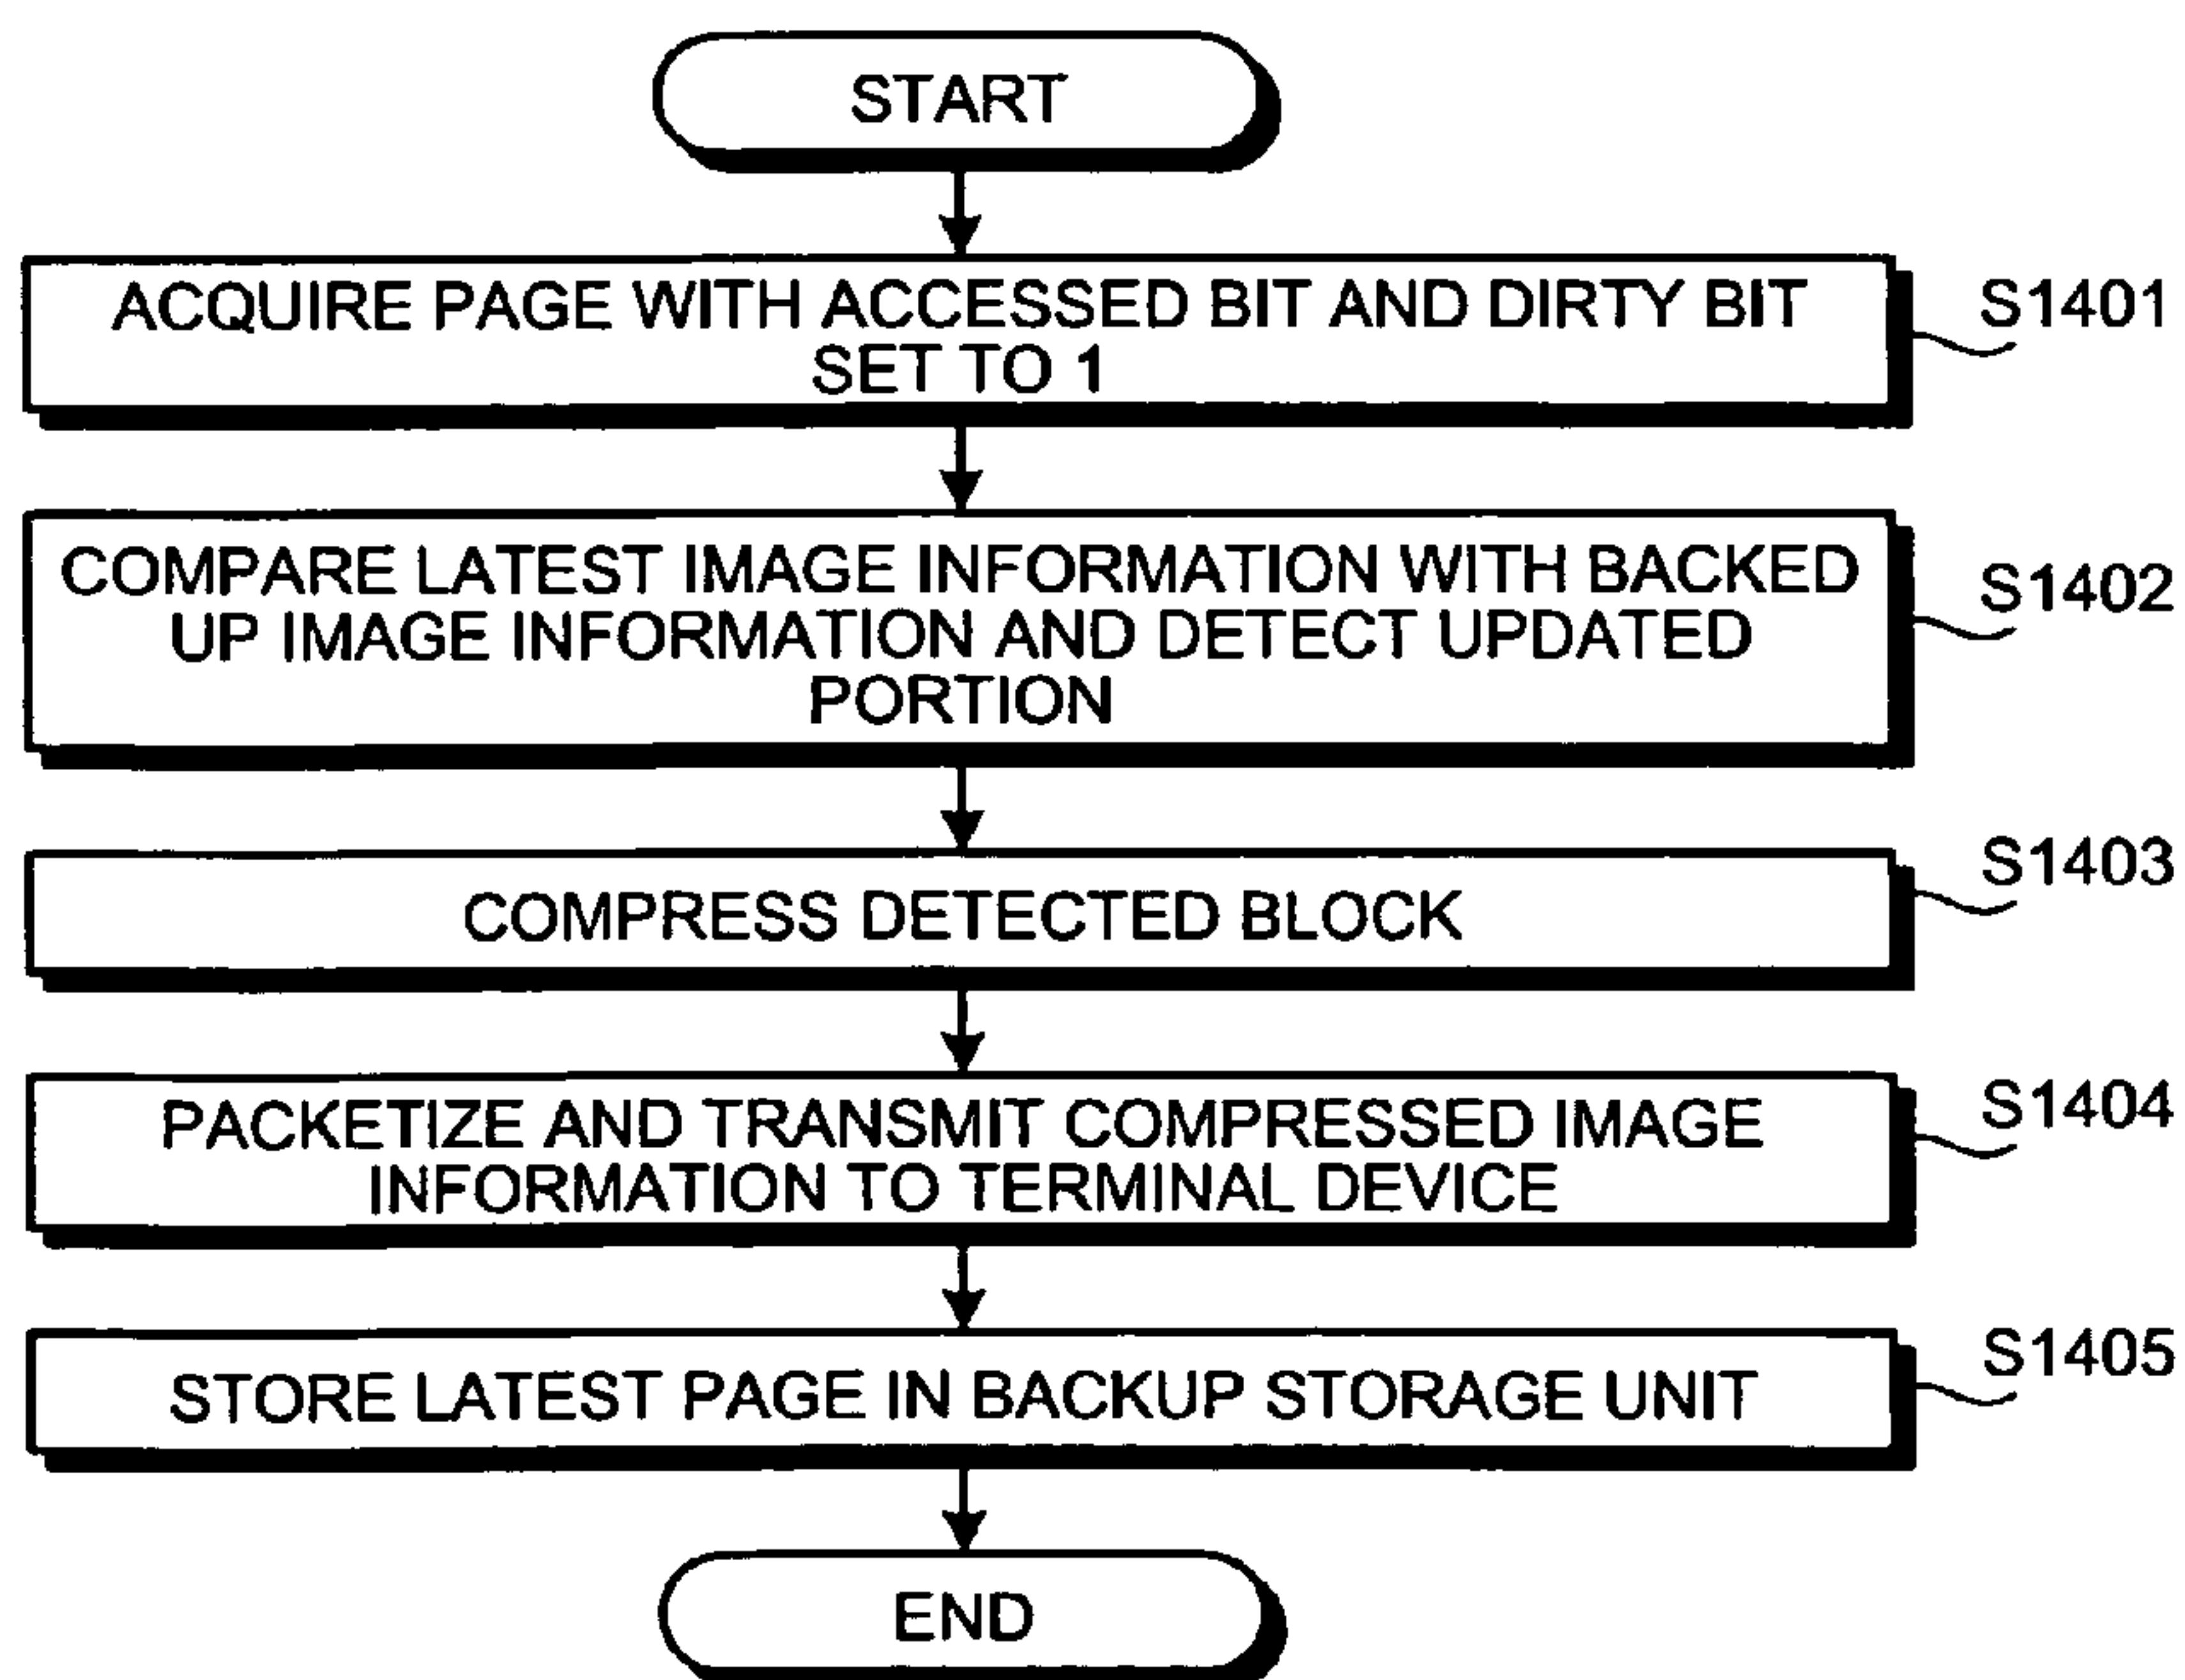 START
ACQUIRE PAGE WITH ACCESSED BIT AND DIRTY BIT
SET TO 1
S1401
COMPARE LATEST IMAGE INFORMATION WITH BACKED
UP IMAGE INFORMATION AND DETECT UPDATED
PORTION
S1402
COMPRESS DETECTED BLOCK
S1403
PACKETIZE AND TRANSMIT COMPRESSED IMAGE
INFORMATION TO TERMINAL DEVICE
S1404
STORE LATEST PAGE IN BACKUP STORAGE UNIT
S1405
END